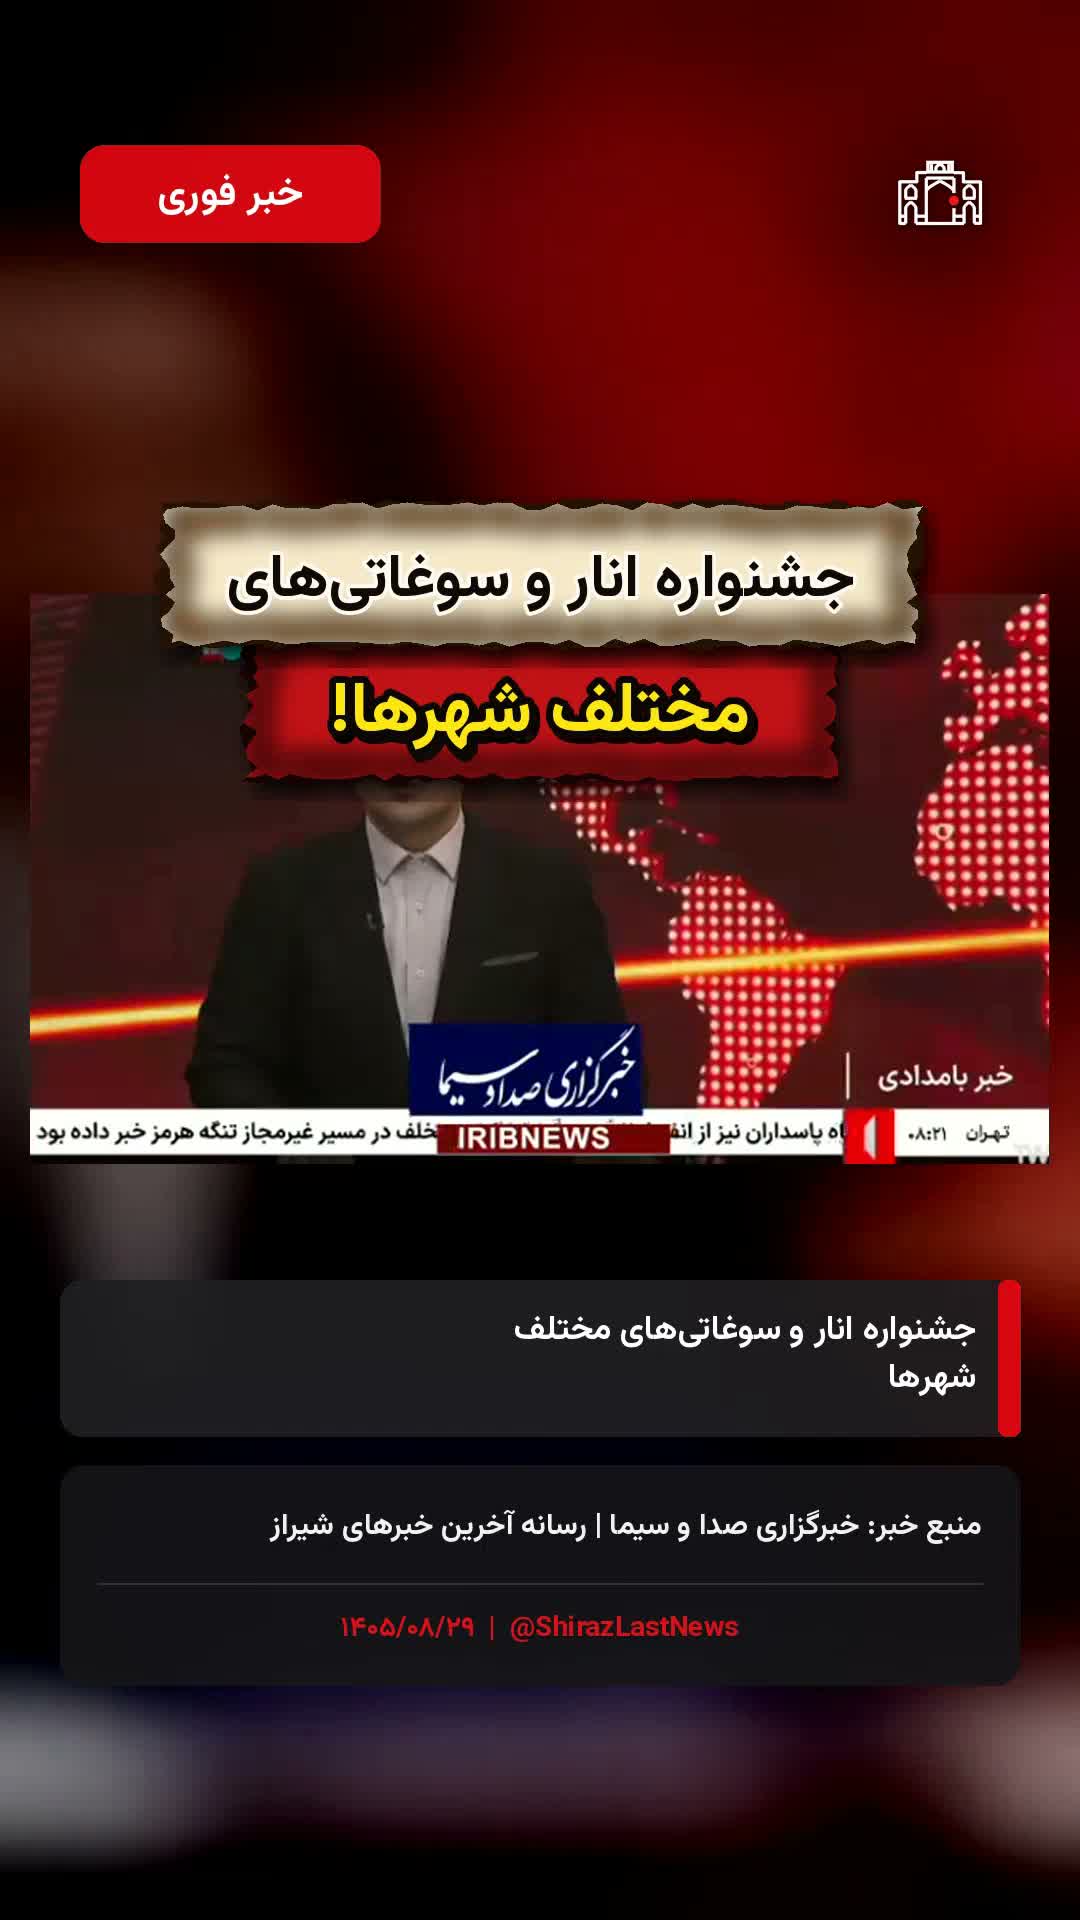 خبر فوری
جشنواره انار و سوغاتی‌های
مختلف شهرها!
خبر بامدادی
خبرگزاری صداوسیما
تهران ۰۸:۲۱
پاسداران نیز از
تخلف در مسیر غیرمجاز تنگه هرمز خبر داده بود
IRIBNEWS
جشنواره انار و سوغاتی‌های مختلف
شهرها
منبع خبر: خبرگزاری صدا و سیما | رسانه آخرین خبرهای شیراز
۱۴۰۵/۰۸/۲۹ | @ShirazLastNews